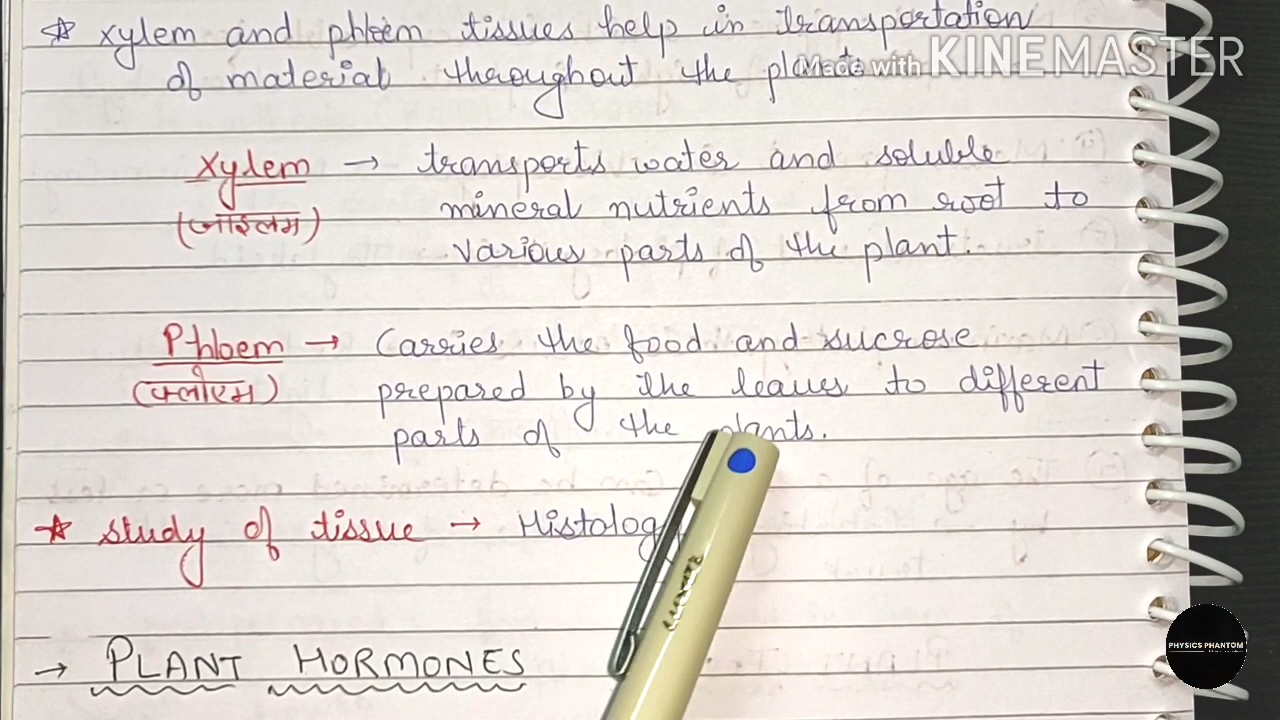 ☆ xylem and phloem tissues help in transportation
of material throughout the plants
Made with KINEMASTER
Xylem → transports water and soluble
(जाइलम) mineral nutrients from root to
various parts of the plant.
Phloem → Carries the food and sucrose
(फ्लोएम) prepared by the leaves to different
parts of the plants.
☆ study of tissue → Histology
→ PLANT HORMONES
PHYSICS PHANTOM